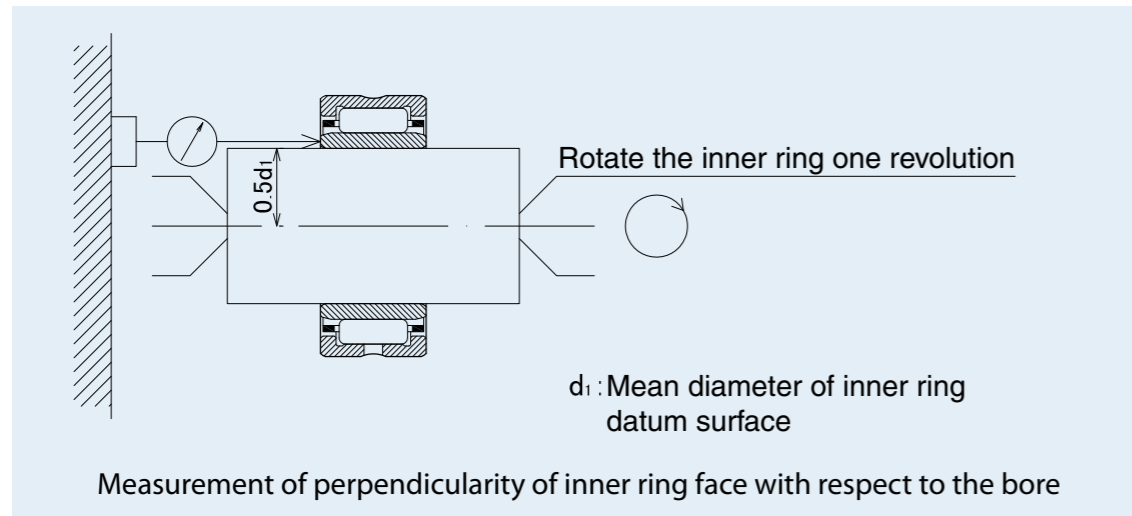 0.5d₁
Rotate the inner ring one revolution
d₁ : Mean diameter of inner ring
datum surface
Measurement of perpendicularity of inner ring face with respect to the bore